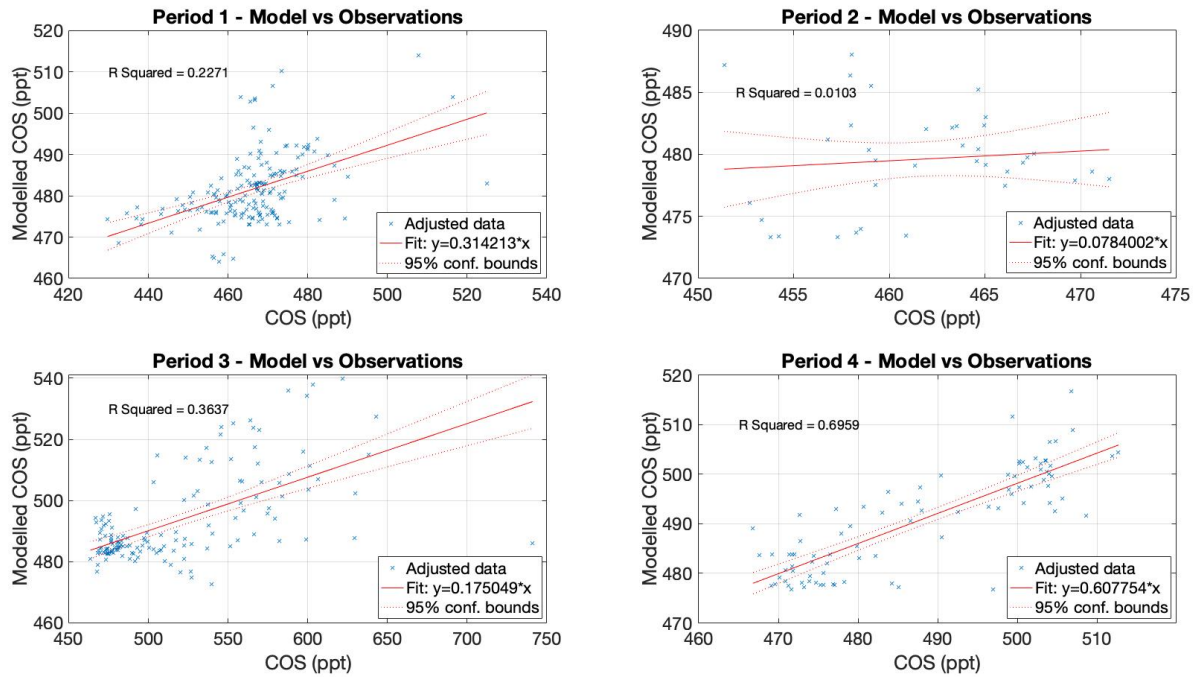 Period 1 - Model vs Observations
520
510
500
490
480
470
460
Modelled COS (ppt)
R Squared = 0.2271
Adjusted data
Fit: y=0.314213*x
95% conf. bounds
420 440 460 480 500 520 540
COS (ppt)
Period 2 - Model vs Observations
490
485
480
475
470
Modelled COS (ppt)
R Squared = 0.0103
Adjusted data
Fit: y=0.0784002*x
95% conf. bounds
450 455 460 465 470 475
COS (ppt)
Period 3 - Model vs Observations
540
520
500
480
460
Modelled COS (ppt)
R Squared = 0.3637
Adjusted data
Fit: y=0.175049*x
95% conf. bounds
450 500 550 600 650 700 750
COS (ppt)
Period 4 - Model vs Observations
520
510
500
490
480
470
Modelled COS (ppt)
R Squared = 0.6959
Adjusted data
Fit: y=0.607754*x
95% conf. bounds
460 470 480 490 500 510
COS (ppt)